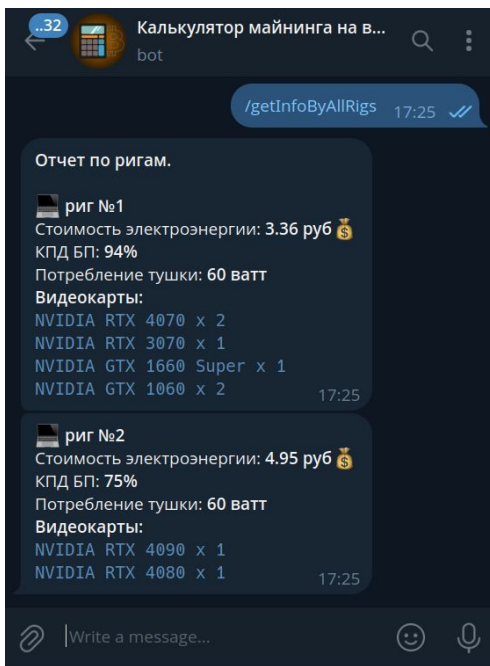 ..32
Калькулятор майнинга на в...
bot
/getInfoByAllRigs 17:25
Отчет по ригам.
риг №1
Стоимость электроэнергии: 3.36 руб
КПД БП: 94%
Потребление тушки: 60 ватт
Видеокарты:
NVIDIA RTX 4070 x 2
NVIDIA RTX 3070 x 1
NVIDIA GTX 1660 Super x 1
NVIDIA GTX 1060 x 2
17:25
риг №2
Стоимость электроэнергии: 4.95 руб
КПД БП: 75%
Потребление тушки: 60 ватт
Видеокарты:
NVIDIA RTX 4090 x 1
NVIDIA RTX 4080 x 1
17:25
Write a message...